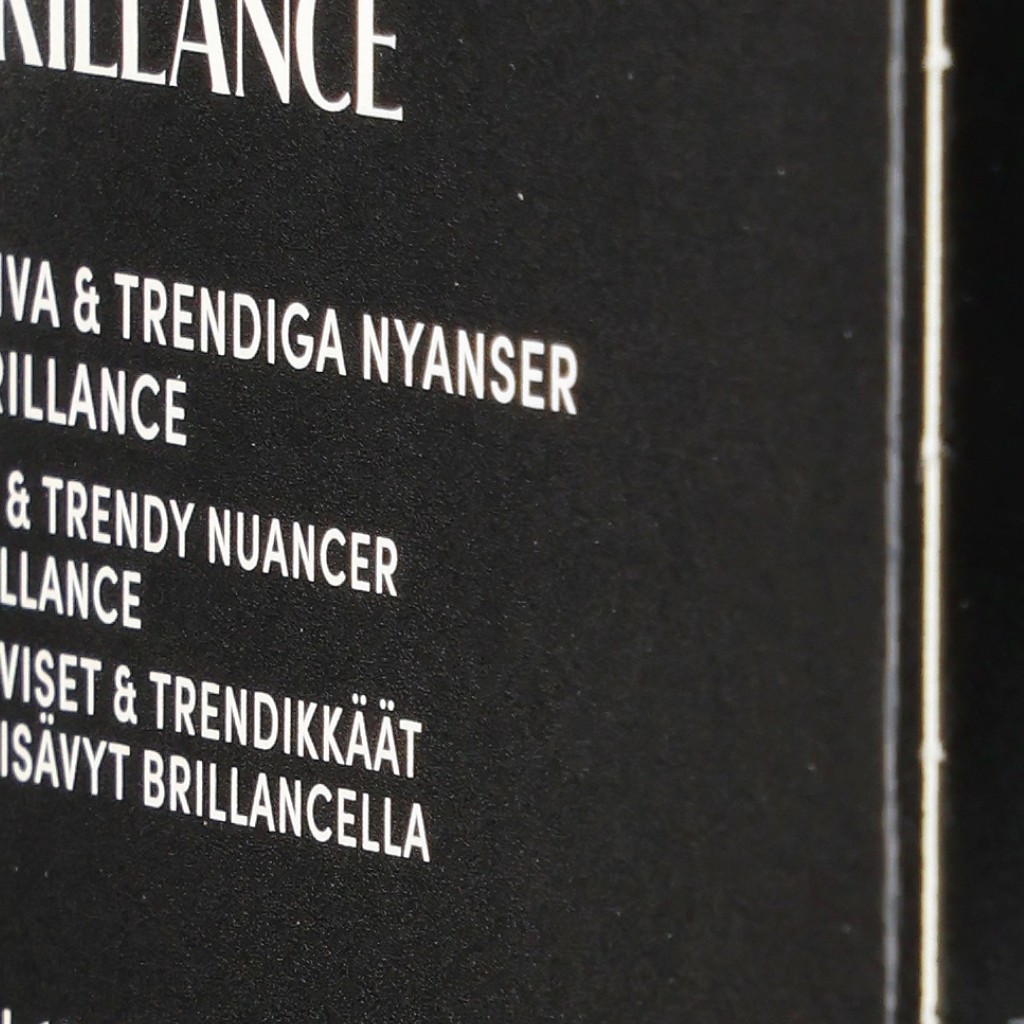 RILLANCE
IVA & TRENDIGA NYANSER
RILLANCE
& TRENDY NUANCER
LLANCE
VISET & TRENDIKKÄÄT
ISÄVYT BRILLANCELLA